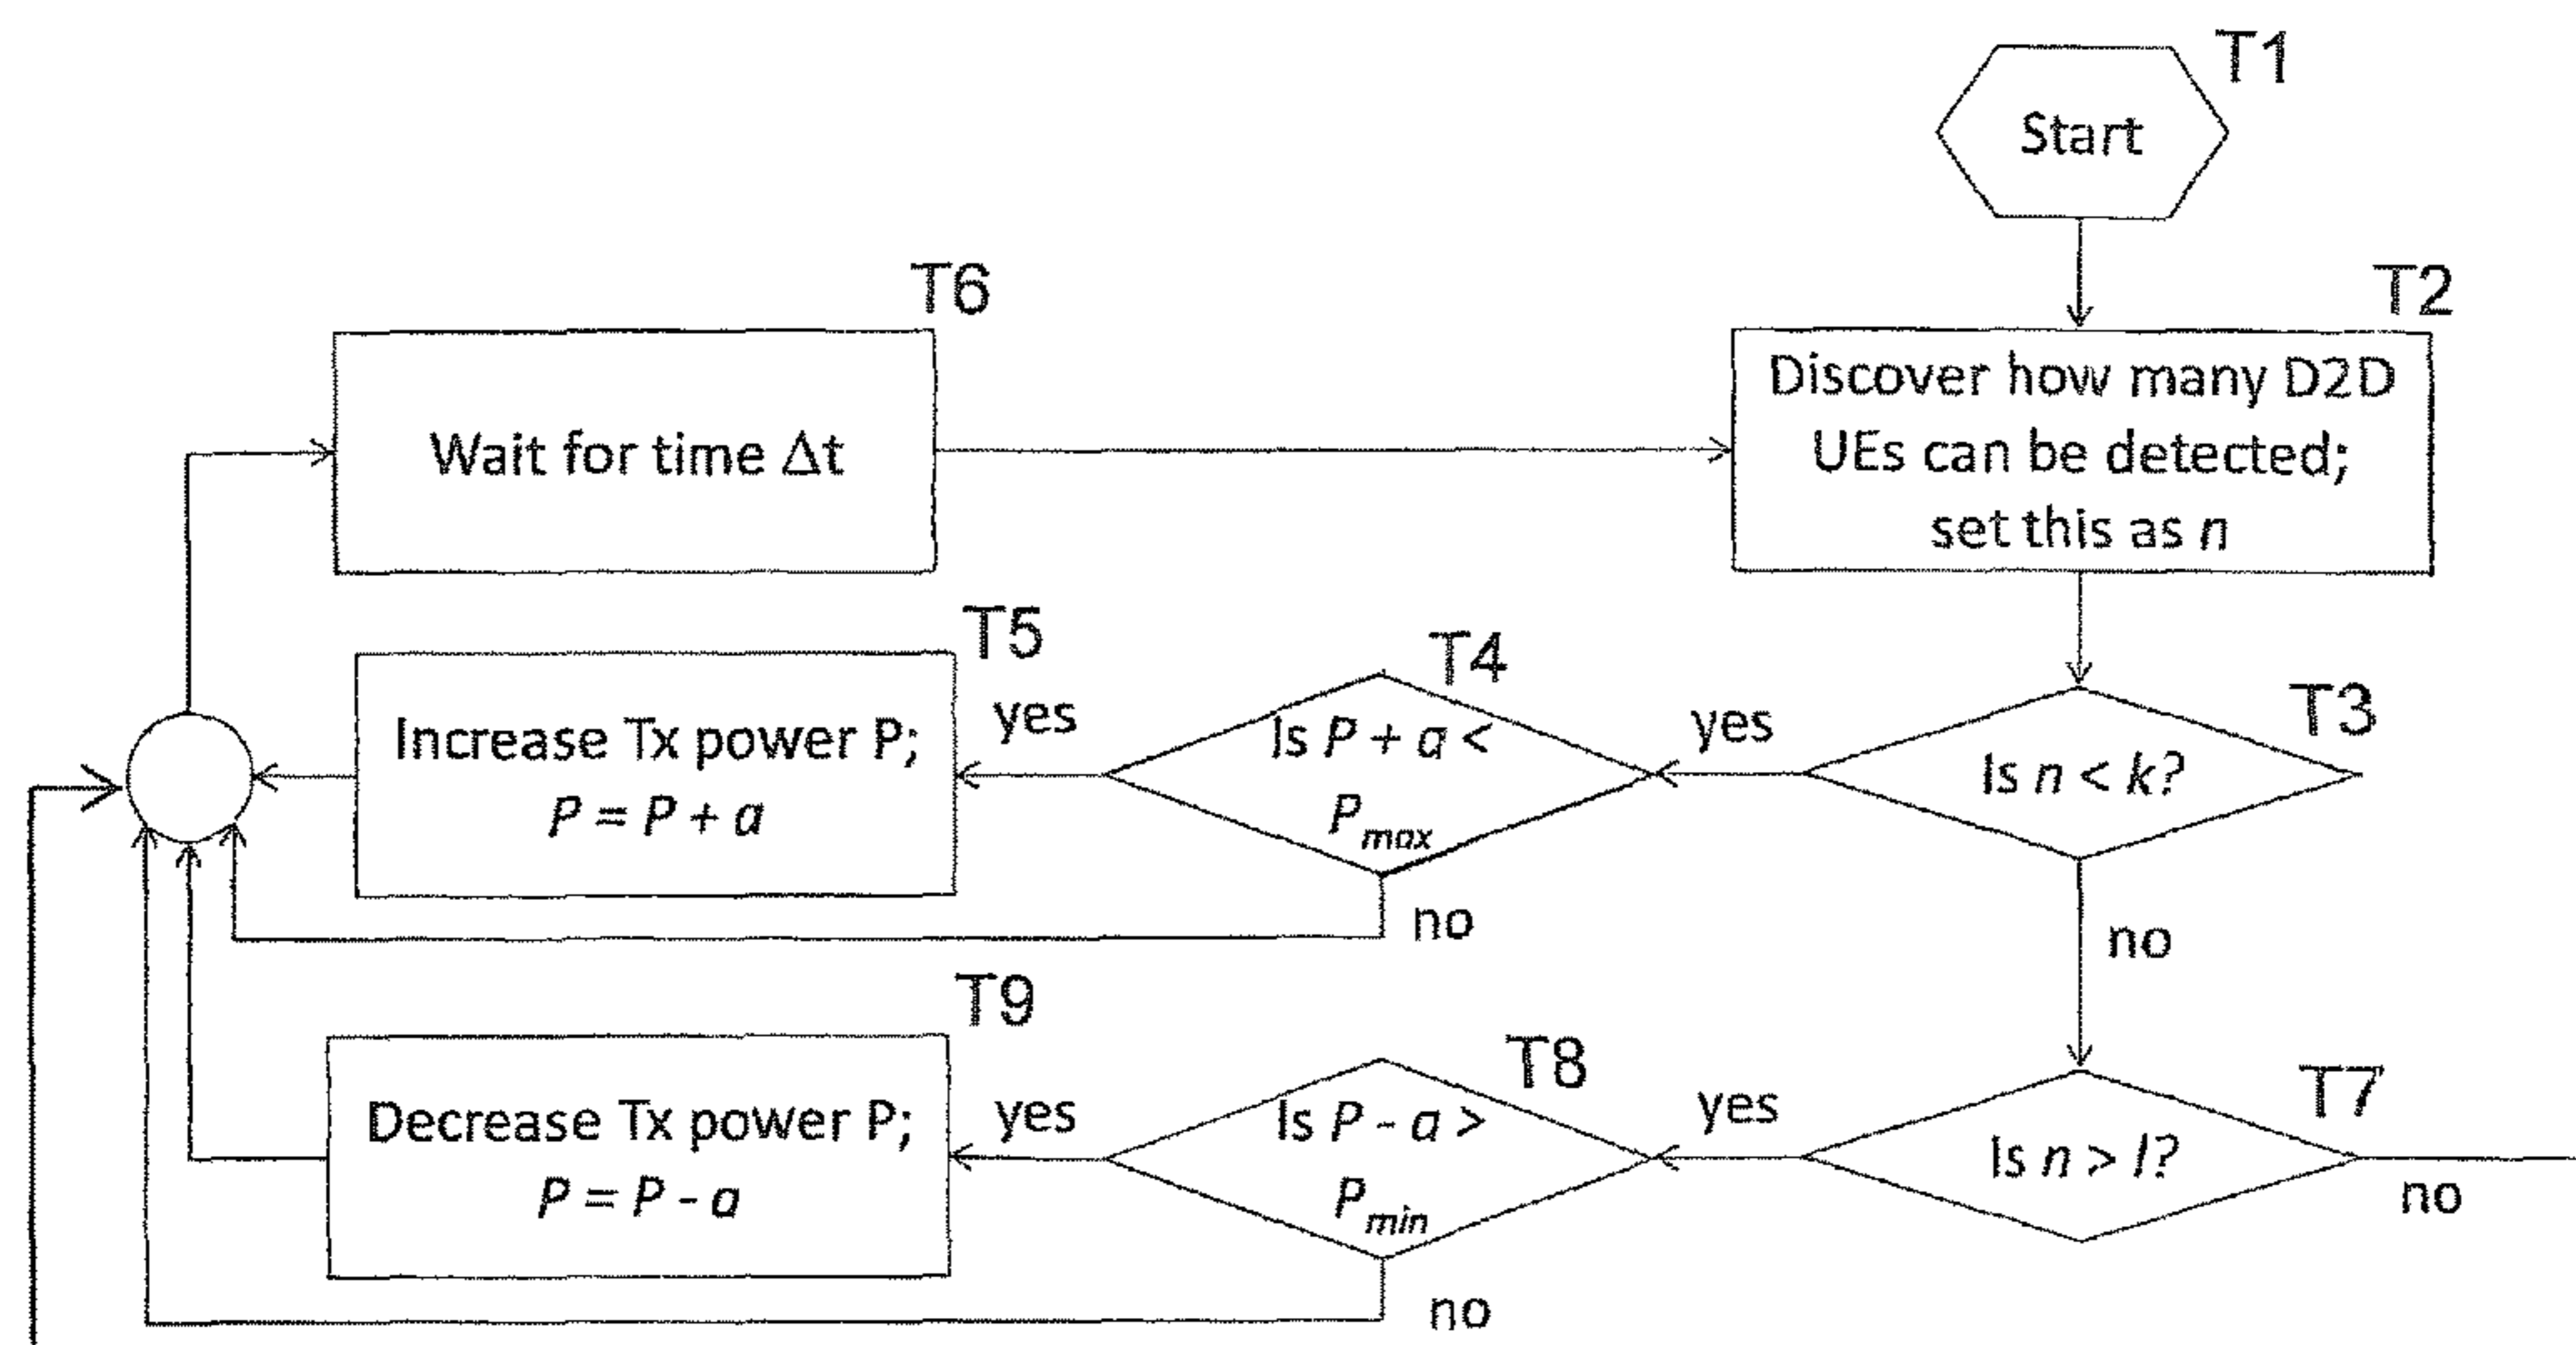 T1
Start
T6
T2
Wait for time Δt
Discover how many D2D
UEs can be detected;
set this as n
T5
T4
T3
Increase Tx power P;
P = P + a
yes
Is P + a <
P_max
yes
Is n < k?
no
no
T9
T8
T7
Decrease Tx power P;
P = P - a
yes
Is P - a >
P_min
yes
Is n > l?
no
no